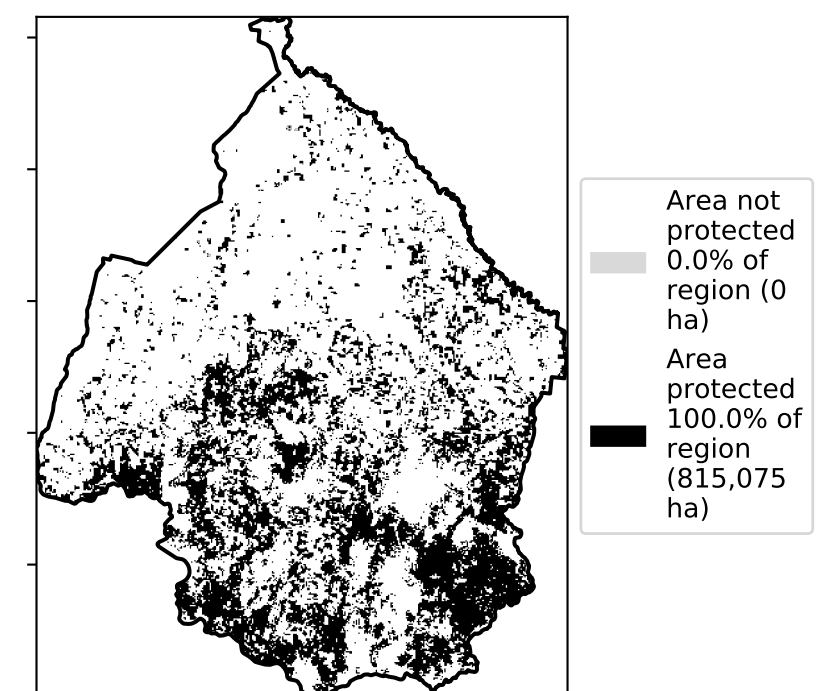 Area not
protected
0.0% of
region (0
ha)
Area
protected
100.0% of
region
(815,075
ha)